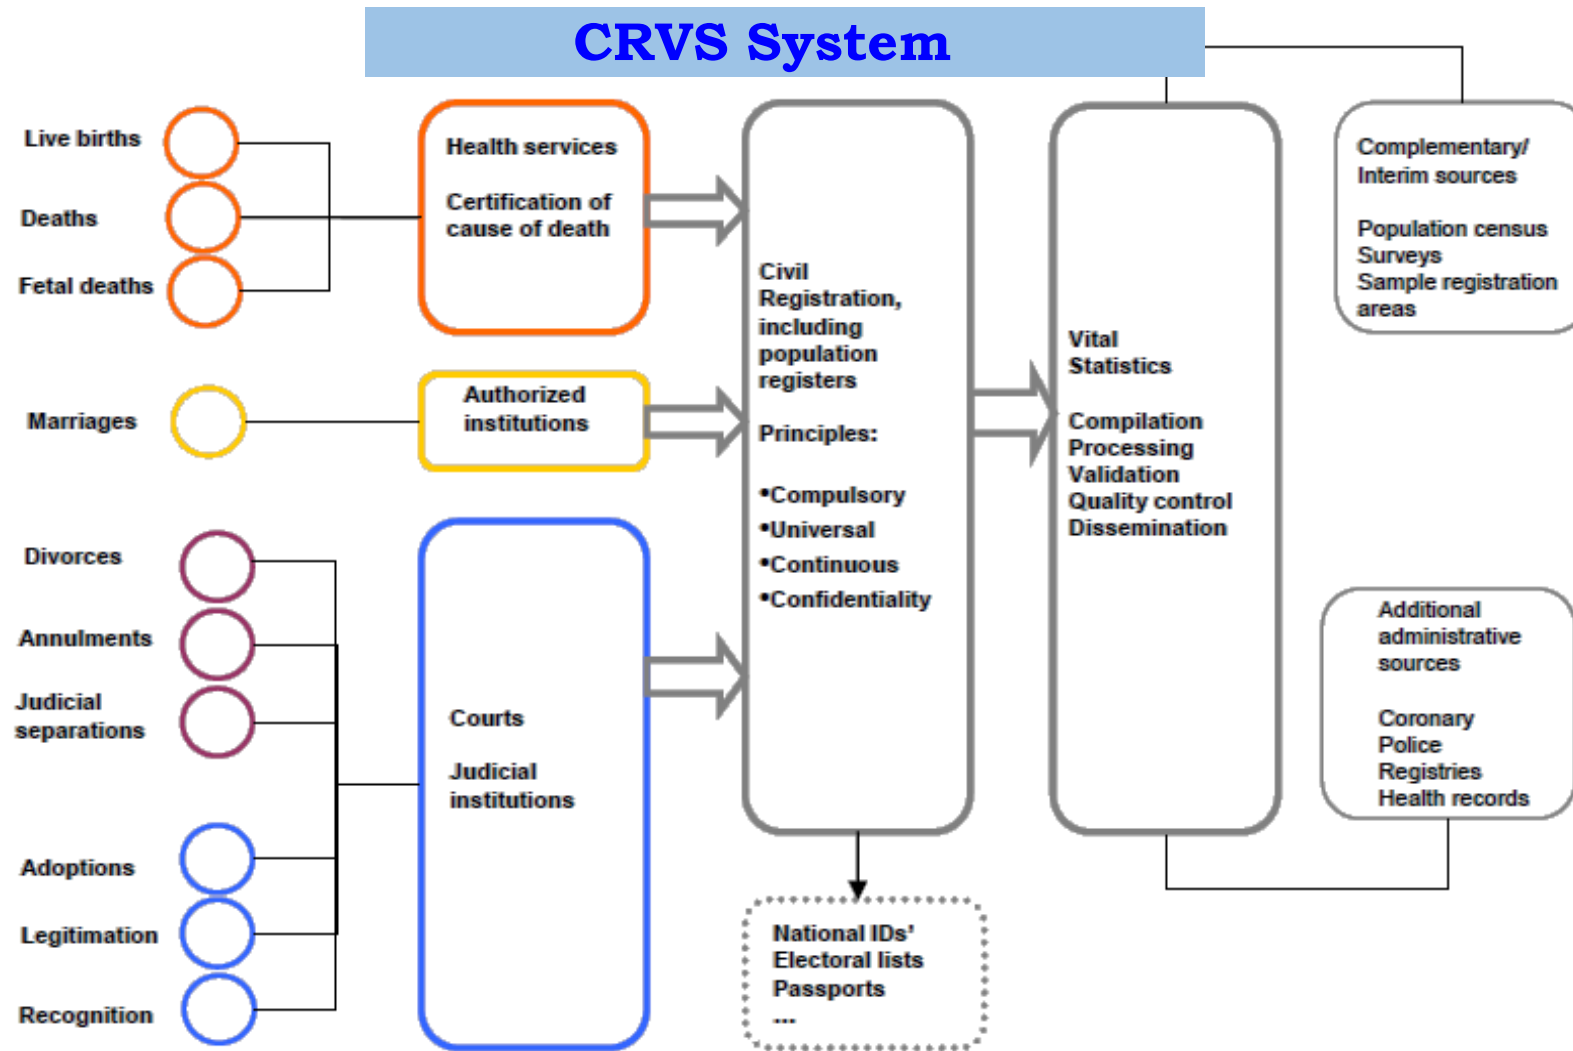 CRVS System
Live births
Deaths
Fetal deaths
Marriages
Divorces
Annulments
Judicial
separations
Adoptions
Legitimation
Recognition
Health services
Certification of
cause of death
Authorized
institutions
Courts
Judicial
institutions
Civil
Registration,
including
population
registers
Principles:
•Compulsory
•Universal
•Continuous
•Confidentiality
National IDs’
Electoral lists
Passports
...
Vital
Statistics
Compilation
Processing
Validation
Quality control
Dissemination
Complementary/
Interim sources
Population census
Surveys
Sample registration
areas
Additional
administrative
sources
Coronary
Police
Registries
Health records